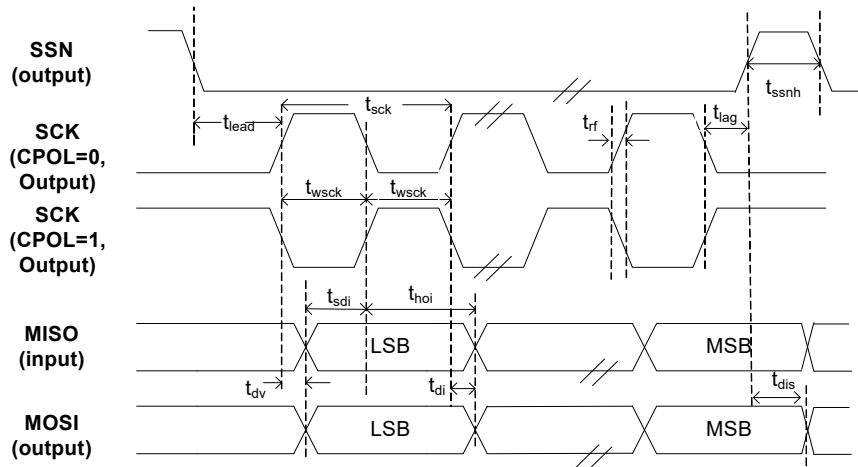 SSN
(output)
t_ssnh
t_sck
t_lead
t_rf
t_lag
SCK
(CPOL=0,
Output)
t_wsck t_wsck
SCK
(CPOL=1,
Output)
t_sdi t_hoi
MISO
(input)
LSB MSB
t_dv t_di t_dis
MOSI
(output)
LSB MSB